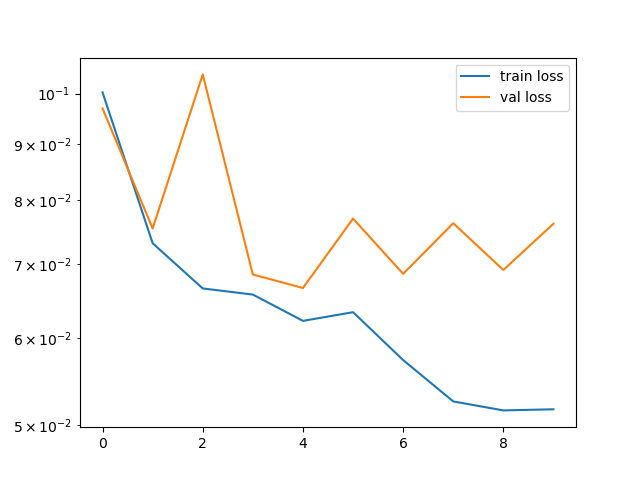 train loss
val loss
10⁻¹
9 × 10⁻²
8 × 10⁻²
7 × 10⁻²
6 × 10⁻²
5 × 10⁻²
0 2 4 6 8